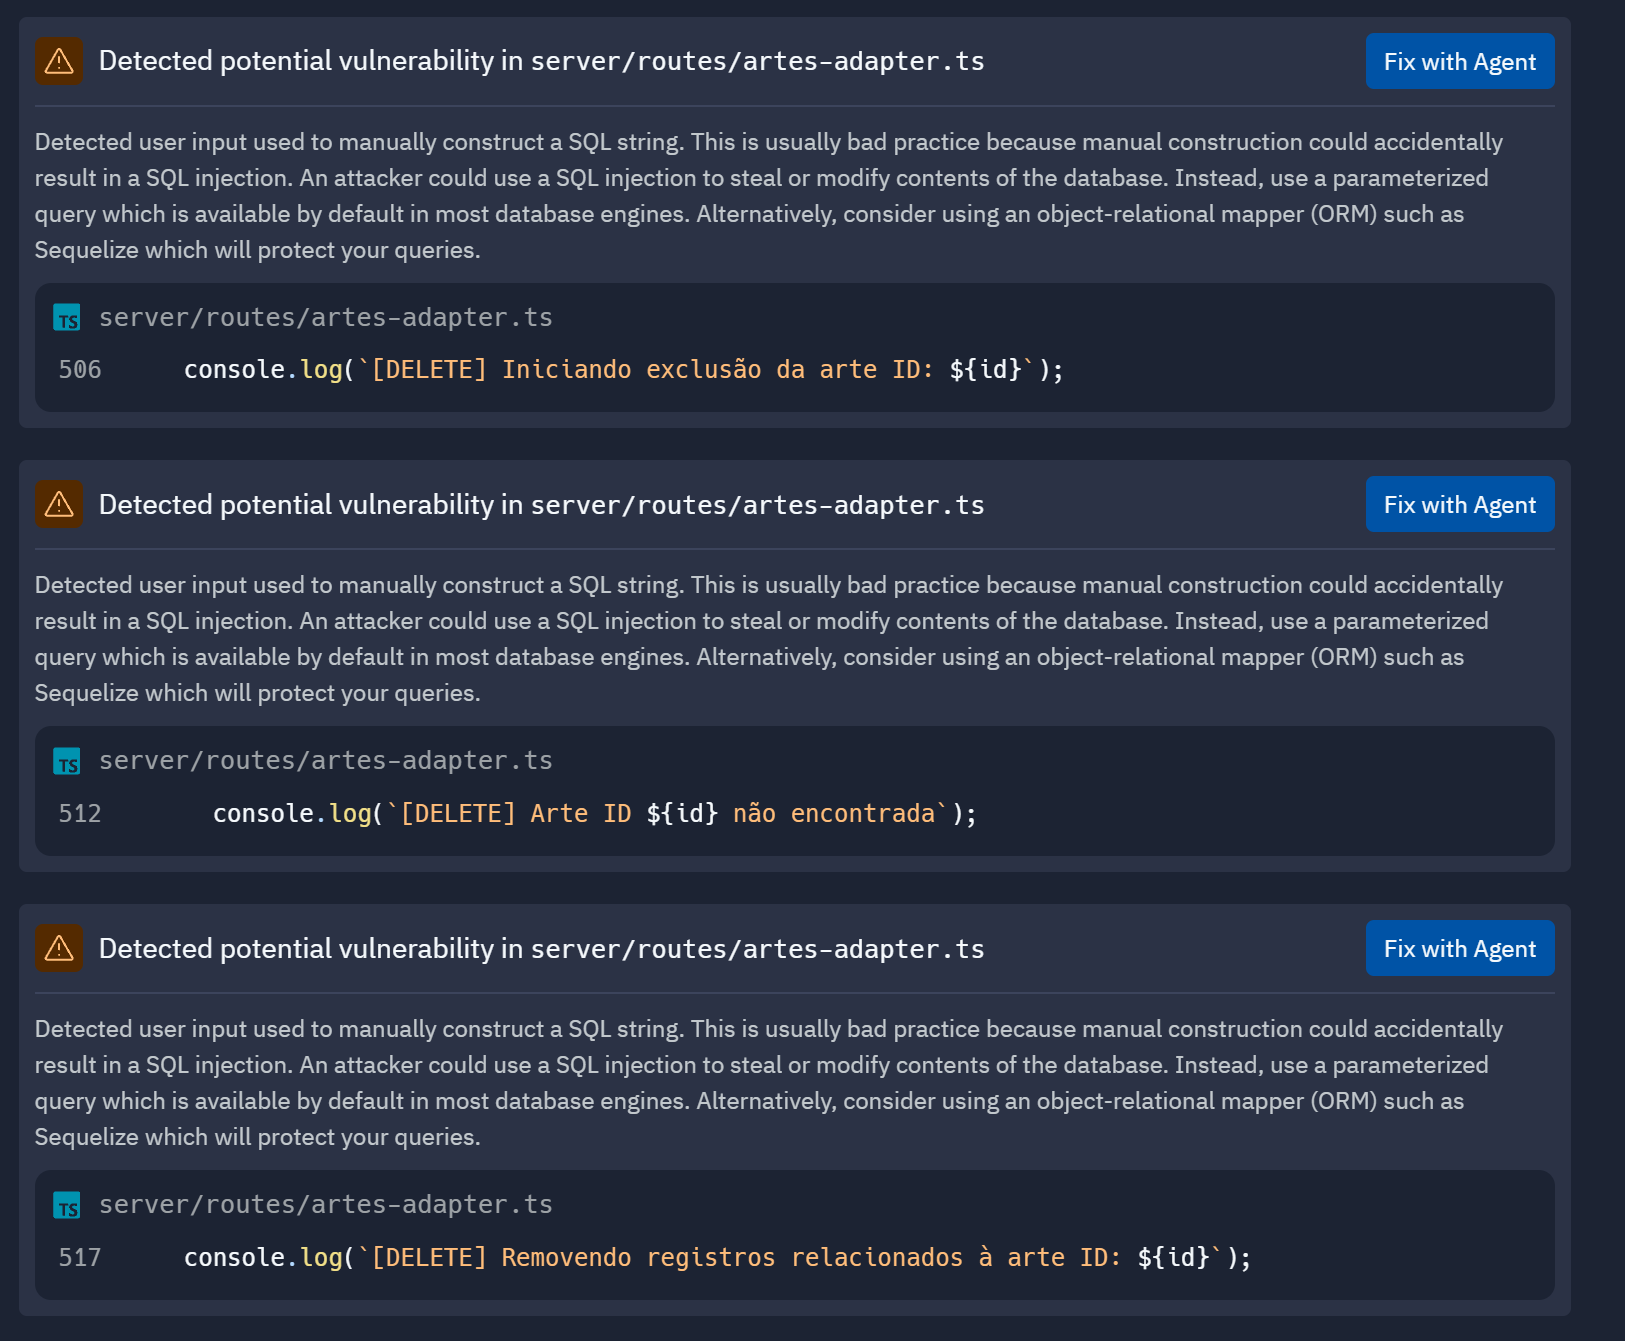 Detected potential vulnerability in server/routes/artes-adapter.ts
Fix with Agent
Detected user input used to manually construct a SQL string. This is usually bad practice because manual construction could accidentally
result in a SQL injection. An attacker could use a SQL injection to steal or modify contents of the database. Instead, use a parameterized
query which is available by default in most database engines. Alternatively, consider using an object-relational mapper (ORM) such as
Sequelize which will protect your queries.
TS server/routes/artes-adapter.ts
506 console.log(`[DELETE] Iniciando exclusão da arte ID: ${id}`);
Detected potential vulnerability in server/routes/artes-adapter.ts
Fix with Agent
Detected user input used to manually construct a SQL string. This is usually bad practice because manual construction could accidentally
result in a SQL injection. An attacker could use a SQL injection to steal or modify contents of the database. Instead, use a parameterized
query which is available by default in most database engines. Alternatively, consider using an object-relational mapper (ORM) such as
Sequelize which will protect your queries.
TS server/routes/artes-adapter.ts
512 console.log(`[DELETE] Arte ID ${id} não encontrada`);
Detected potential vulnerability in server/routes/artes-adapter.ts
Fix with Agent
Detected user input used to manually construct a SQL string. This is usually bad practice because manual construction could accidentally
result in a SQL injection. An attacker could use a SQL injection to steal or modify contents of the database. Instead, use a parameterized
query which is available by default in most database engines. Alternatively, consider using an object-relational mapper (ORM) such as
Sequelize which will protect your queries.
TS server/routes/artes-adapter.ts
517 console.log(`[DELETE] Removendo registros relacionados à arte ID: ${id}`);